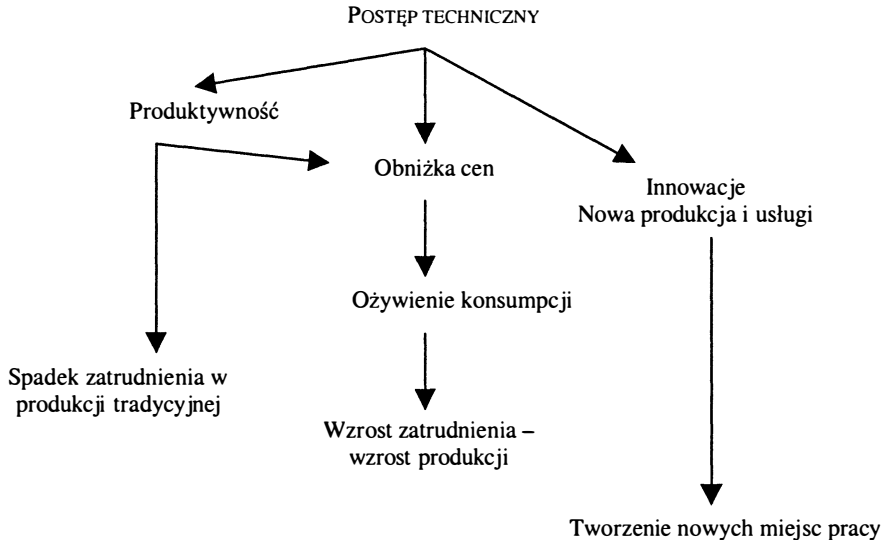 POSTĘP TECHNICZNY
Produktywność
Obniżka cen
Innowacje
Nowa produkcja i usługi
Ożywienie konsumpcji
Spadek zatrudnienia w
produkcji tradycyjnej
Wzrost zatrudnienia –
wzrost produkcji
Tworzenie nowych miejsc pracy